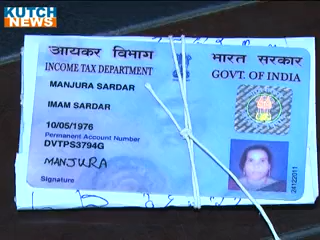 KUTCH
NEWS
आयकर विभाग
भारत सरकार
INCOME TAX DEPARTMENT
GOVT. OF INDIA
MANJURA SARDAR
IMAM SARDAR
10/05/1976
Permanent Account Number
DVTPS3794G
MANJURA
Signature
24122011